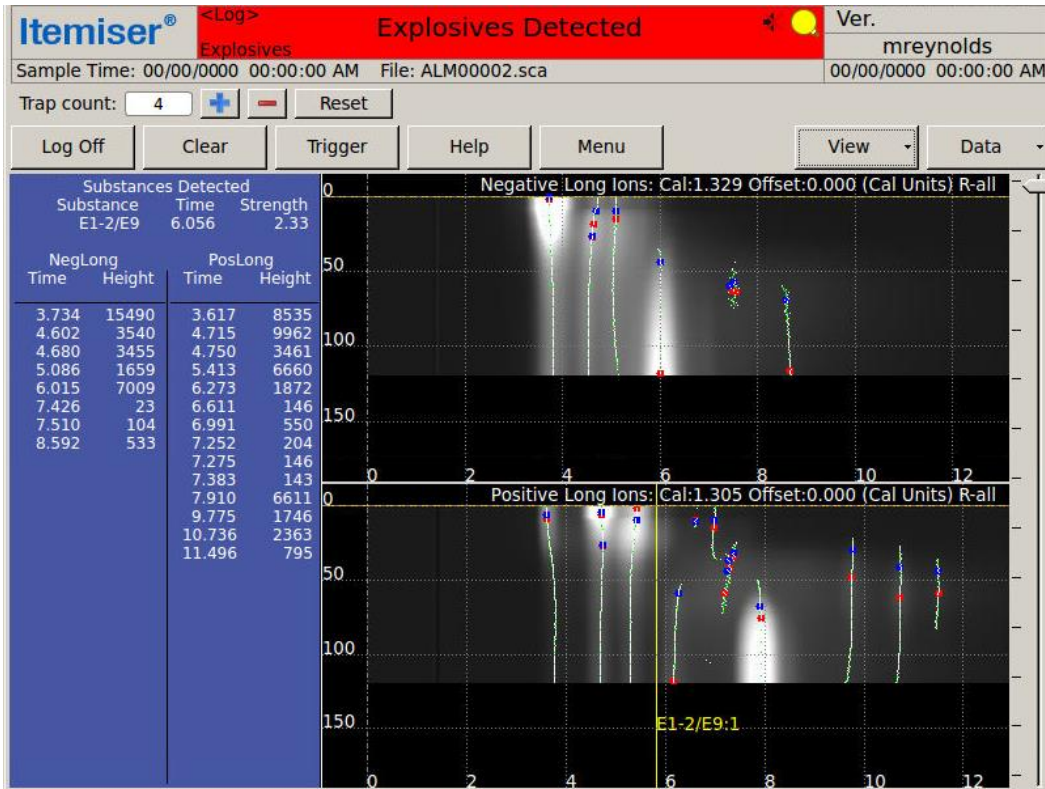 Itemiser®
<Log>
Explosives
Explosives Detected
Ver.
mreynolds
Sample Time: 00/00/0000 00:00:00 AM File: ALM00002.sca
00/00/0000 00:00:00 AM
Trap count: 4 + - Reset
Log Off Clear Trigger Help Menu View Data
Substances Detected
Substance Time Strength
E1-2/E9 6.056 2.33
NegLong PosLong
Time Height Time Height
3.734 15490 3.617 8535
4.602 3540 4.715 9962
4.680 3455 4.750 3461
5.086 1659 5.413 6660
6.015 7009 6.273 1872
7.426 23 6.611 146
7.510 104 6.991 550
8.592 533 7.252 204
7.275 146
7.383 143
7.910 6611
9.775 1746
10.736 2363
11.496 795
Negative Long Ions: Cal:1.329 Offset:0.000 (Cal Units) R-all
0
50
100
150
0 2 4 6 8 10 12
Positive Long Ions: Cal:1.305 Offset:0.000 (Cal Units) R-all
0
50
100
150
E1-2/E9:1
0 2 4 6 8 10 12